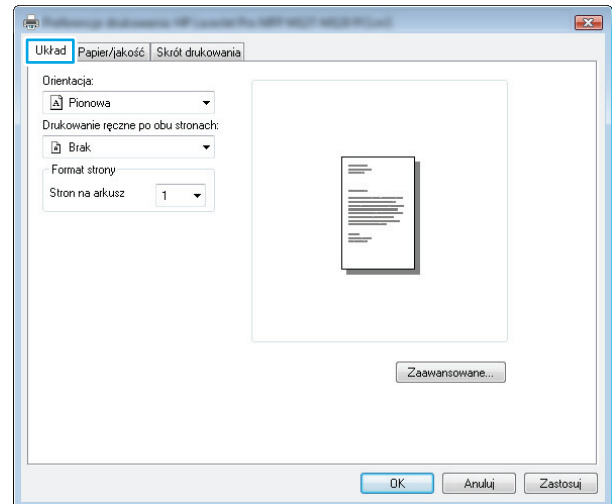 Układ Papier/jakość Skrót drukowania
Orientacja:
A Pionowa
Drukowanie ręczne po obu stronach:
Brak
Format strony
Stron na arkusz 1
Zaawansowane...
OK Anuluj Zastosuj